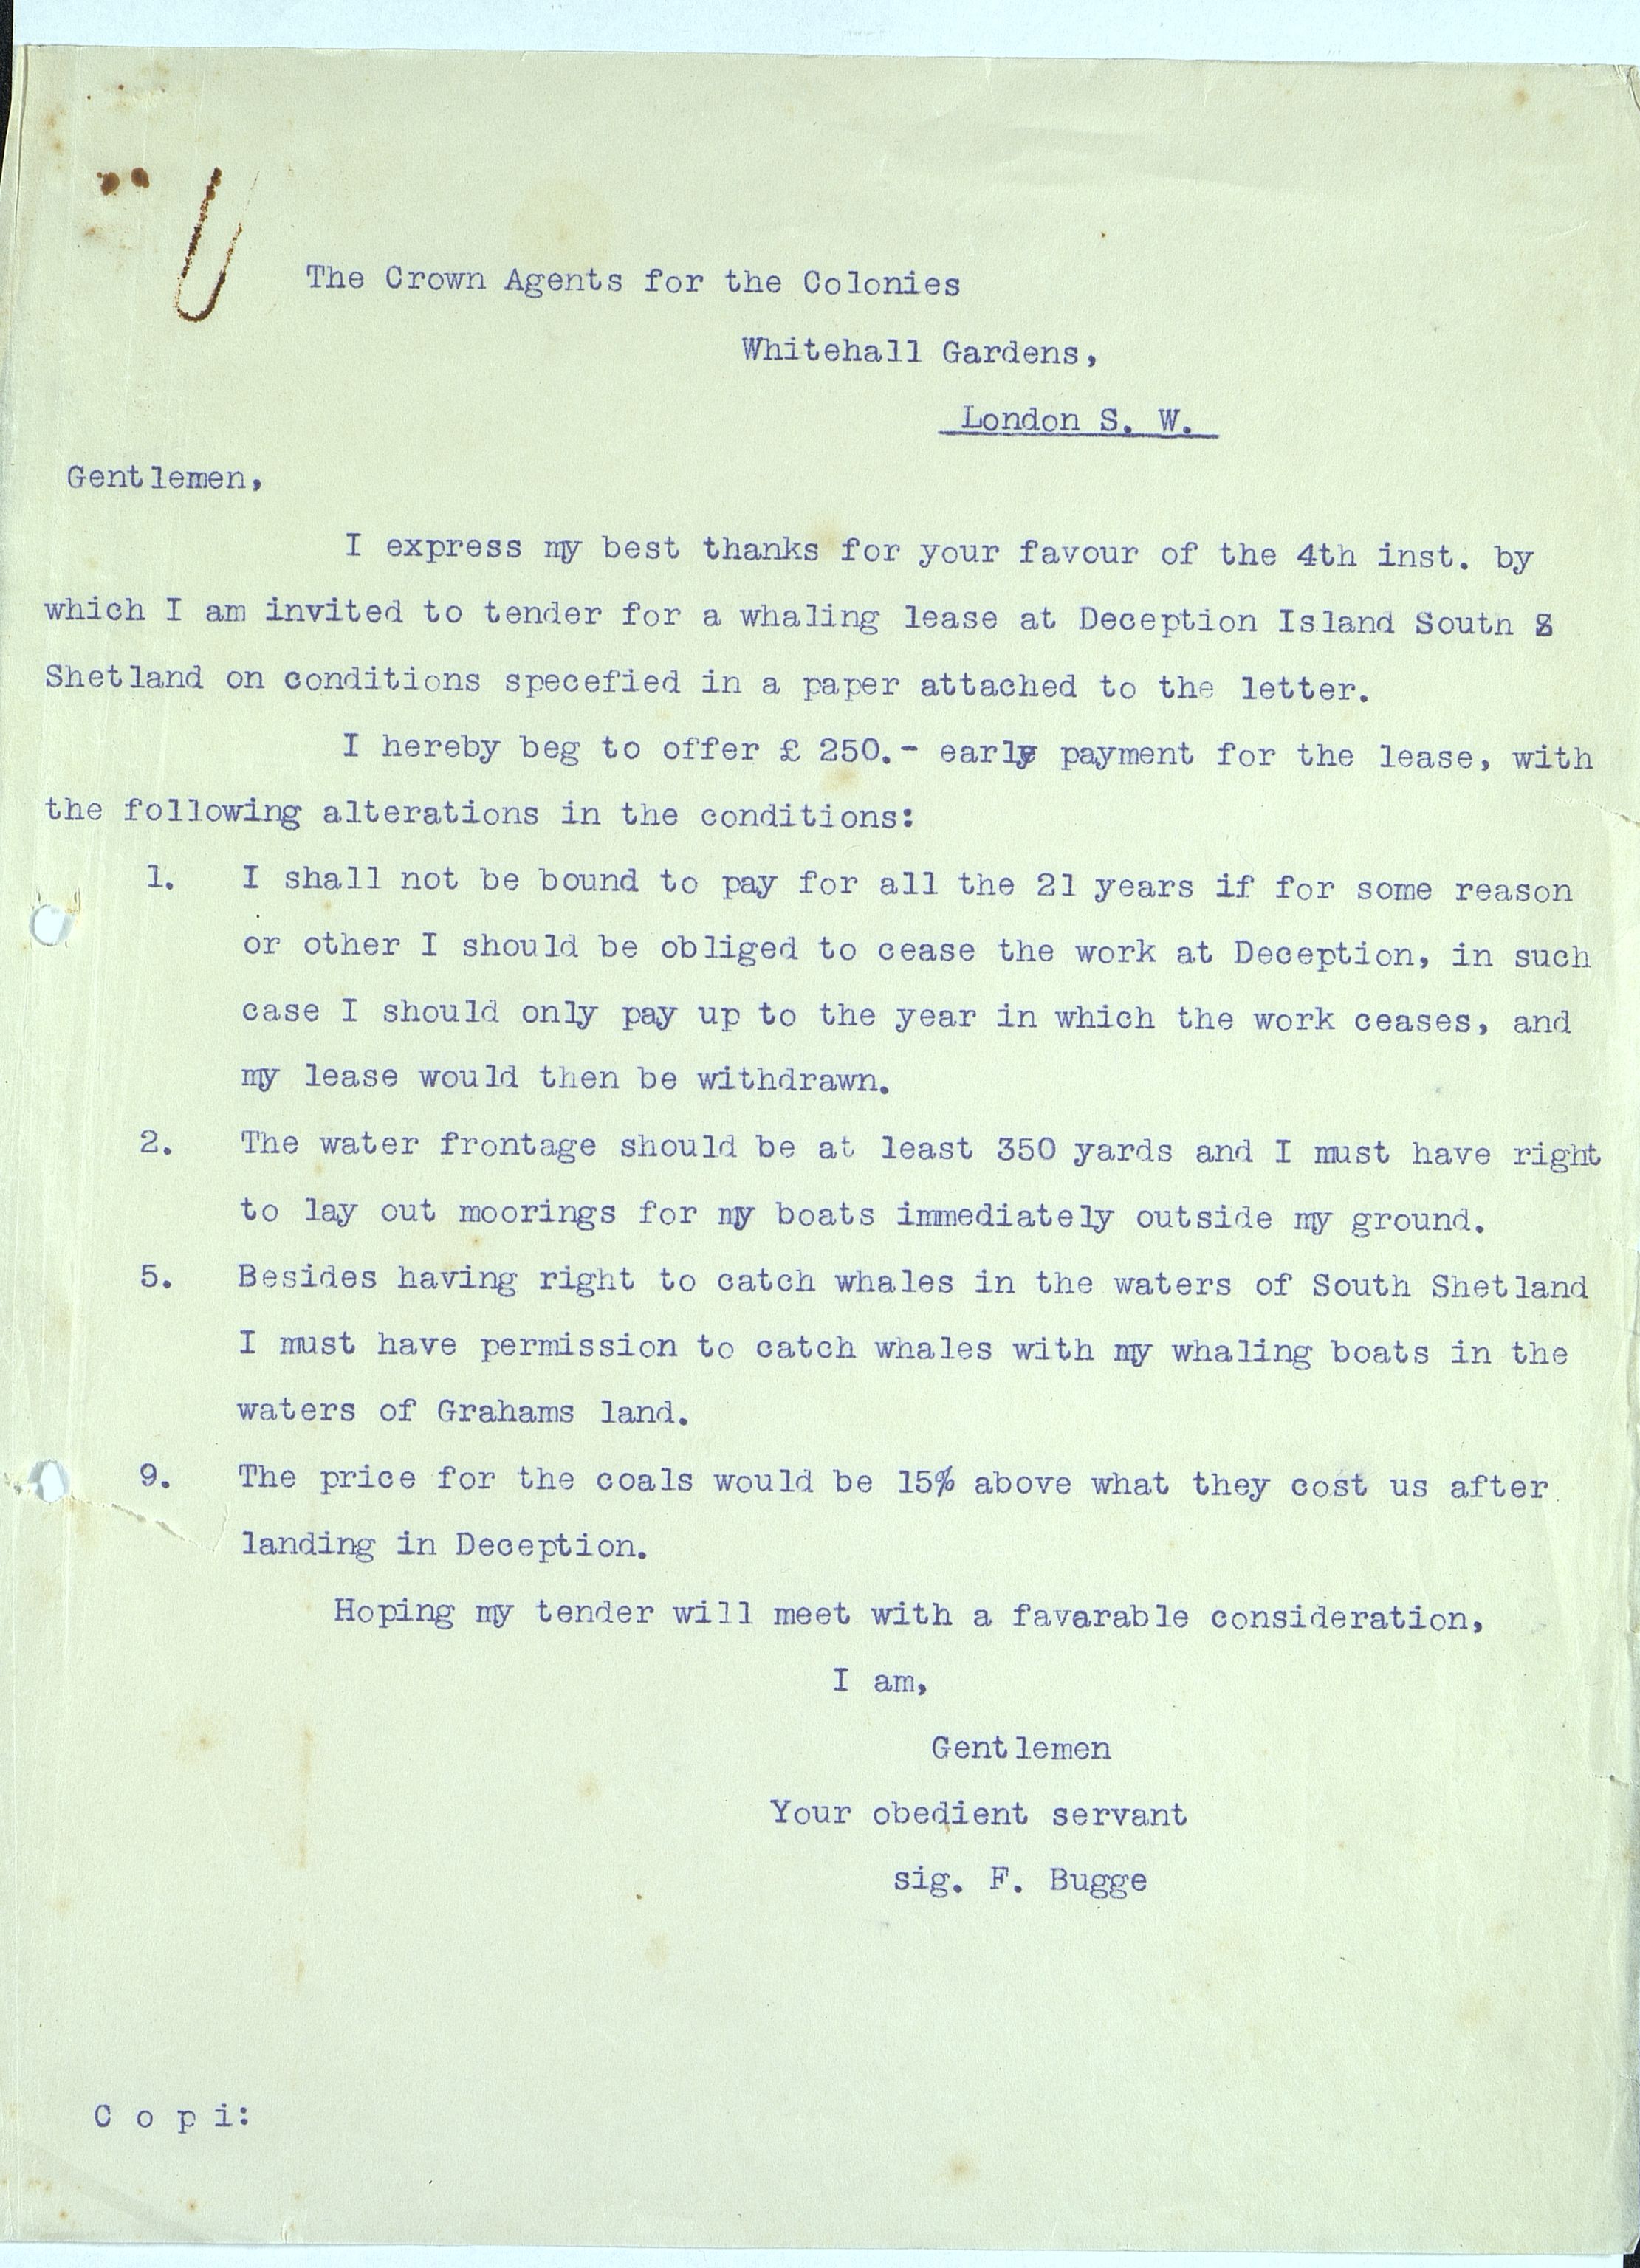 The Crown Agents for the Colonies
Whitehall Gardens,
London S. W.
Gentlemen,
I express my best thanks for your favour of the 4th inst. by
which I am invited to tender for a whaling lease at Deception Island South S
Shetland on conditions specefied in a paper attached to the letter.
I hereby beg to offer £ 250.- early payment for the lease, with
the following alterations in the conditions:
1. I shall not be bound to pay for all the 21 years if for some reason
or other I should be obliged to cease the work at Deception, in such
case I should only pay up to the year in which the work ceases, and
my lease would then be withdrawn.
2. The water frontage should be at least 350 yards and I must have right
to lay out moorings for my boats immediately outside my ground.
5. Besides having right to catch whales in the waters of South Shetland
I must have permission to catch whales with my whaling boats in the
waters of Grahams land.
9. The price for the coals would be 15% above what they cost us after
landing in Deception.
Hoping my tender will meet with a favarable consideration,
I am,
Gentlemen
Your obedient servant
sig. F. Bugge
C o p i: